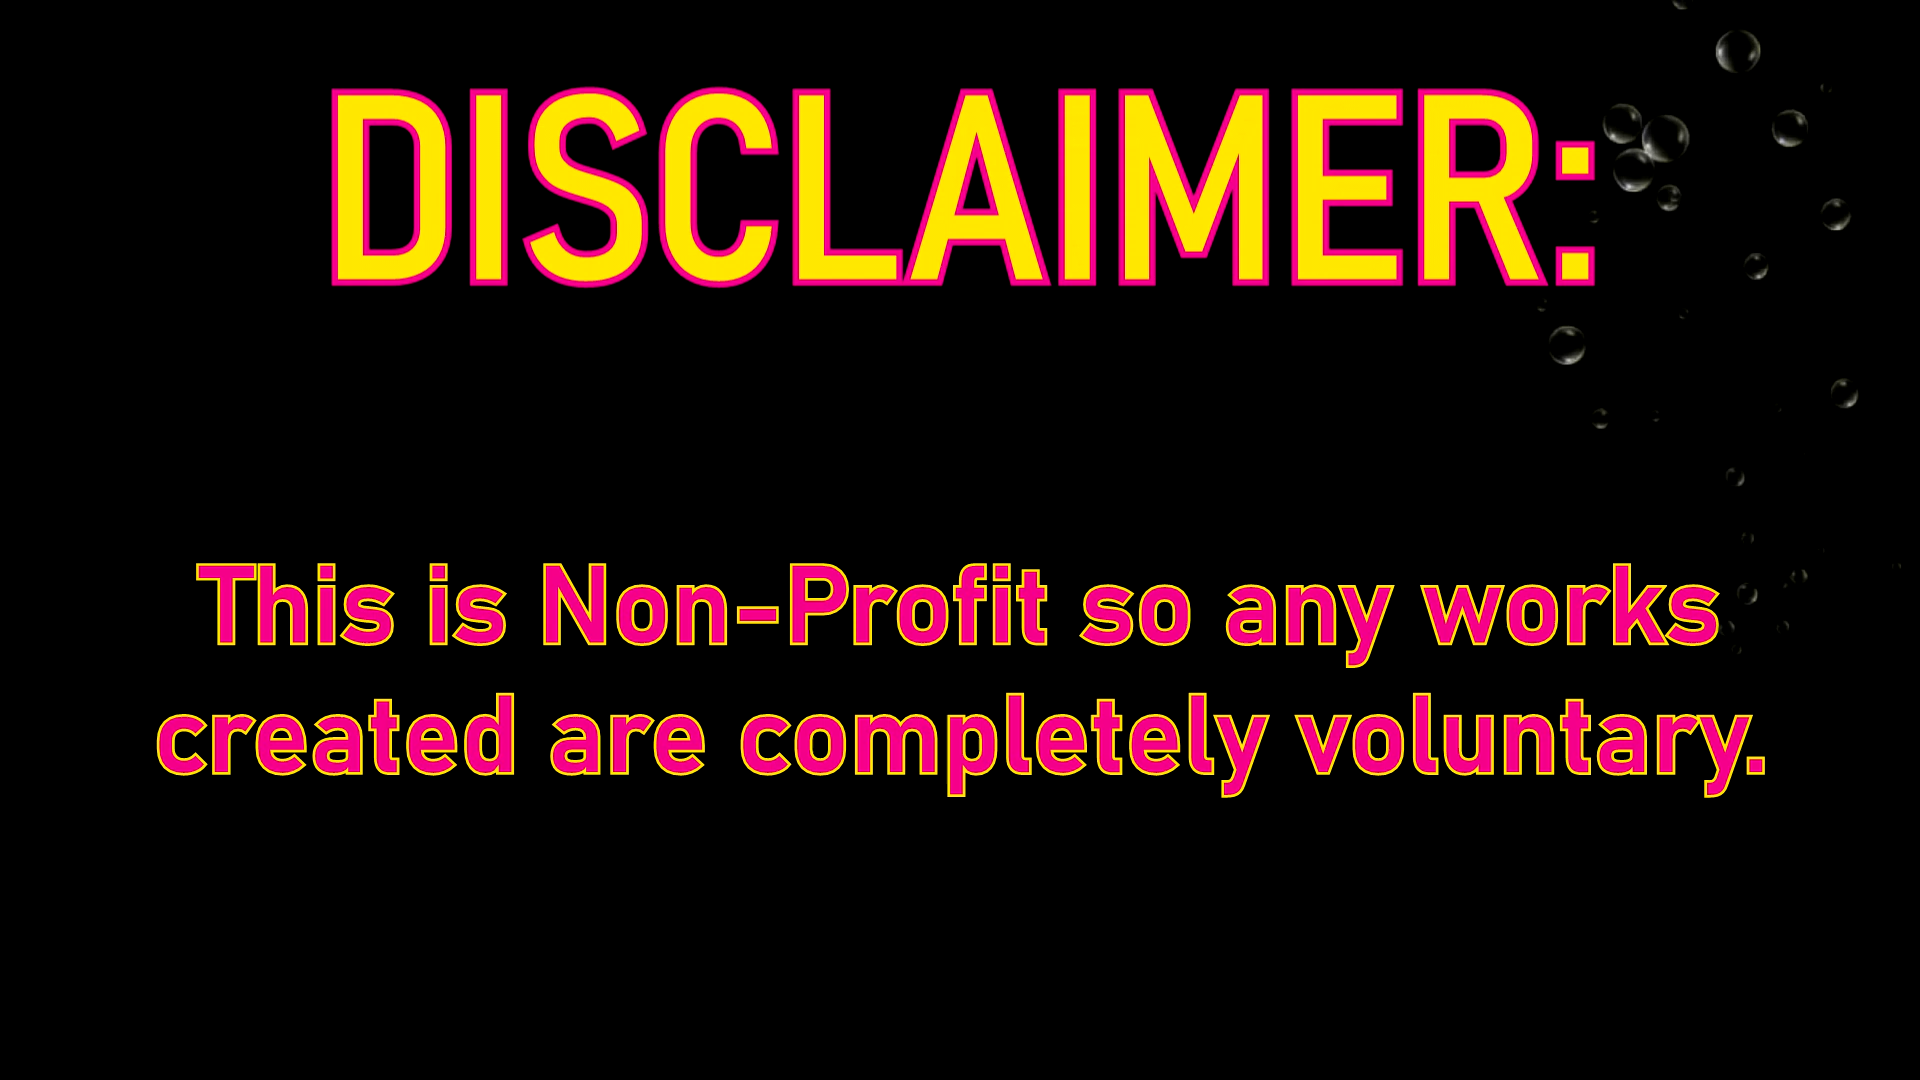 DISCLAIMER:
This is Non-Profit so any works
created are completely voluntary.